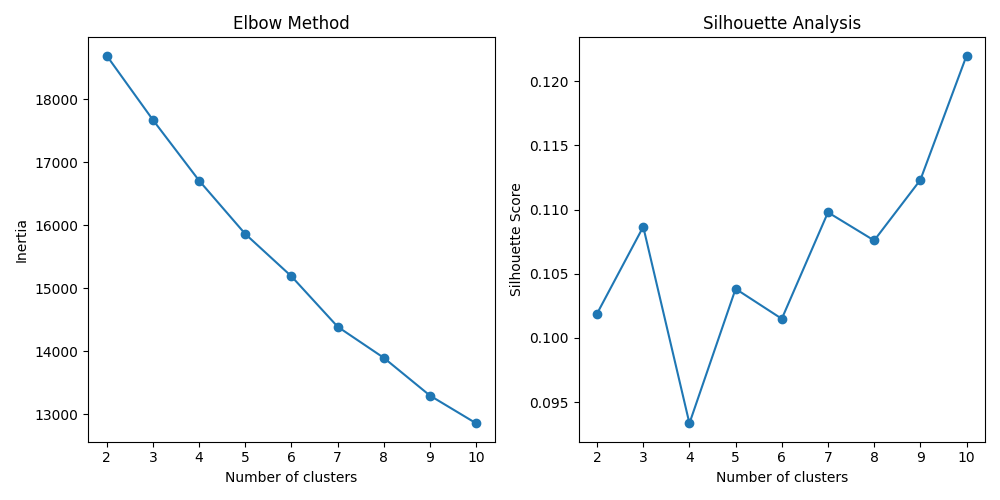 Elbow Method
18000
17000
16000
15000
14000
13000
Inertia
2 3 4 5 6 7 8 9 10
Number of clusters
Silhouette Analysis
0.120
0.115
0.110
0.105
0.100
0.095
Silhouette Score
2 3 4 5 6 7 8 9 10
Number of clusters